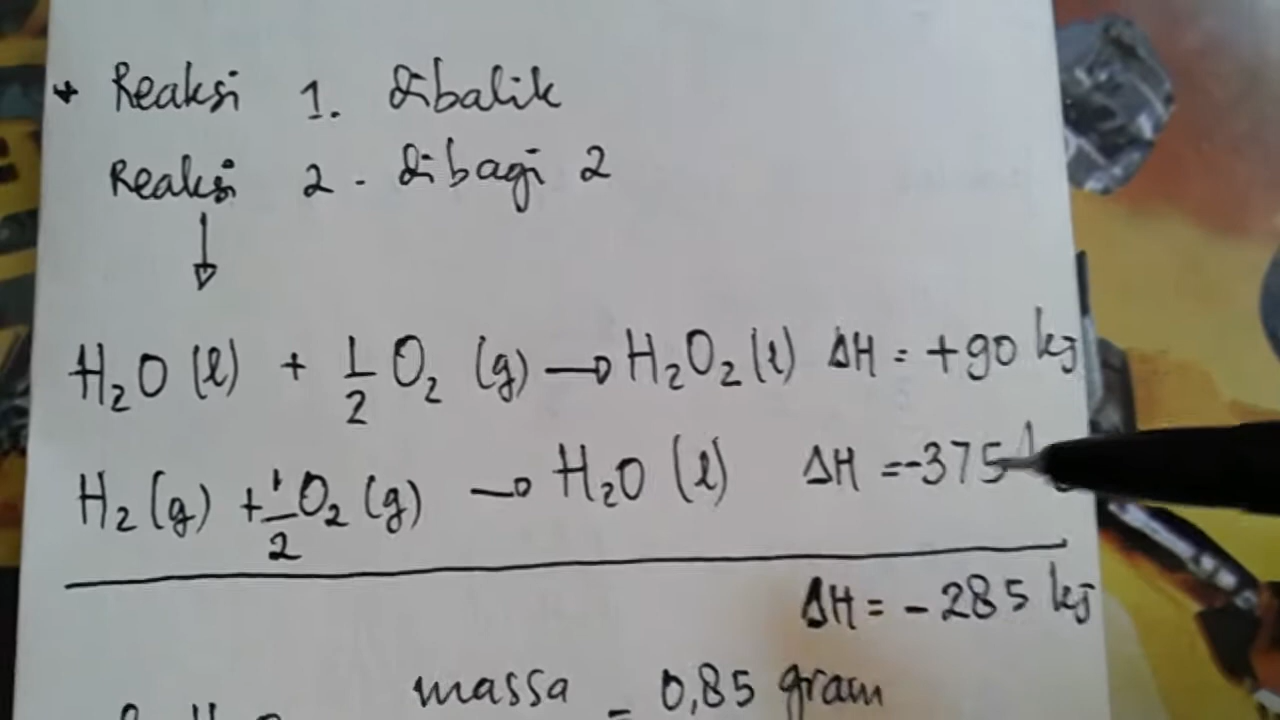 * Reaksi 1. dibalik
Reaksi 2. dibagi 2
↓
H₂O (l) + 1/2 O₂ (g) → H₂O₂ (l) ΔH = +90 kj
H₂ (g) + 1/2 O₂ (g) → H₂O (l) ΔH = -375
ΔH = - 285 kj
massa = 0,85 gram